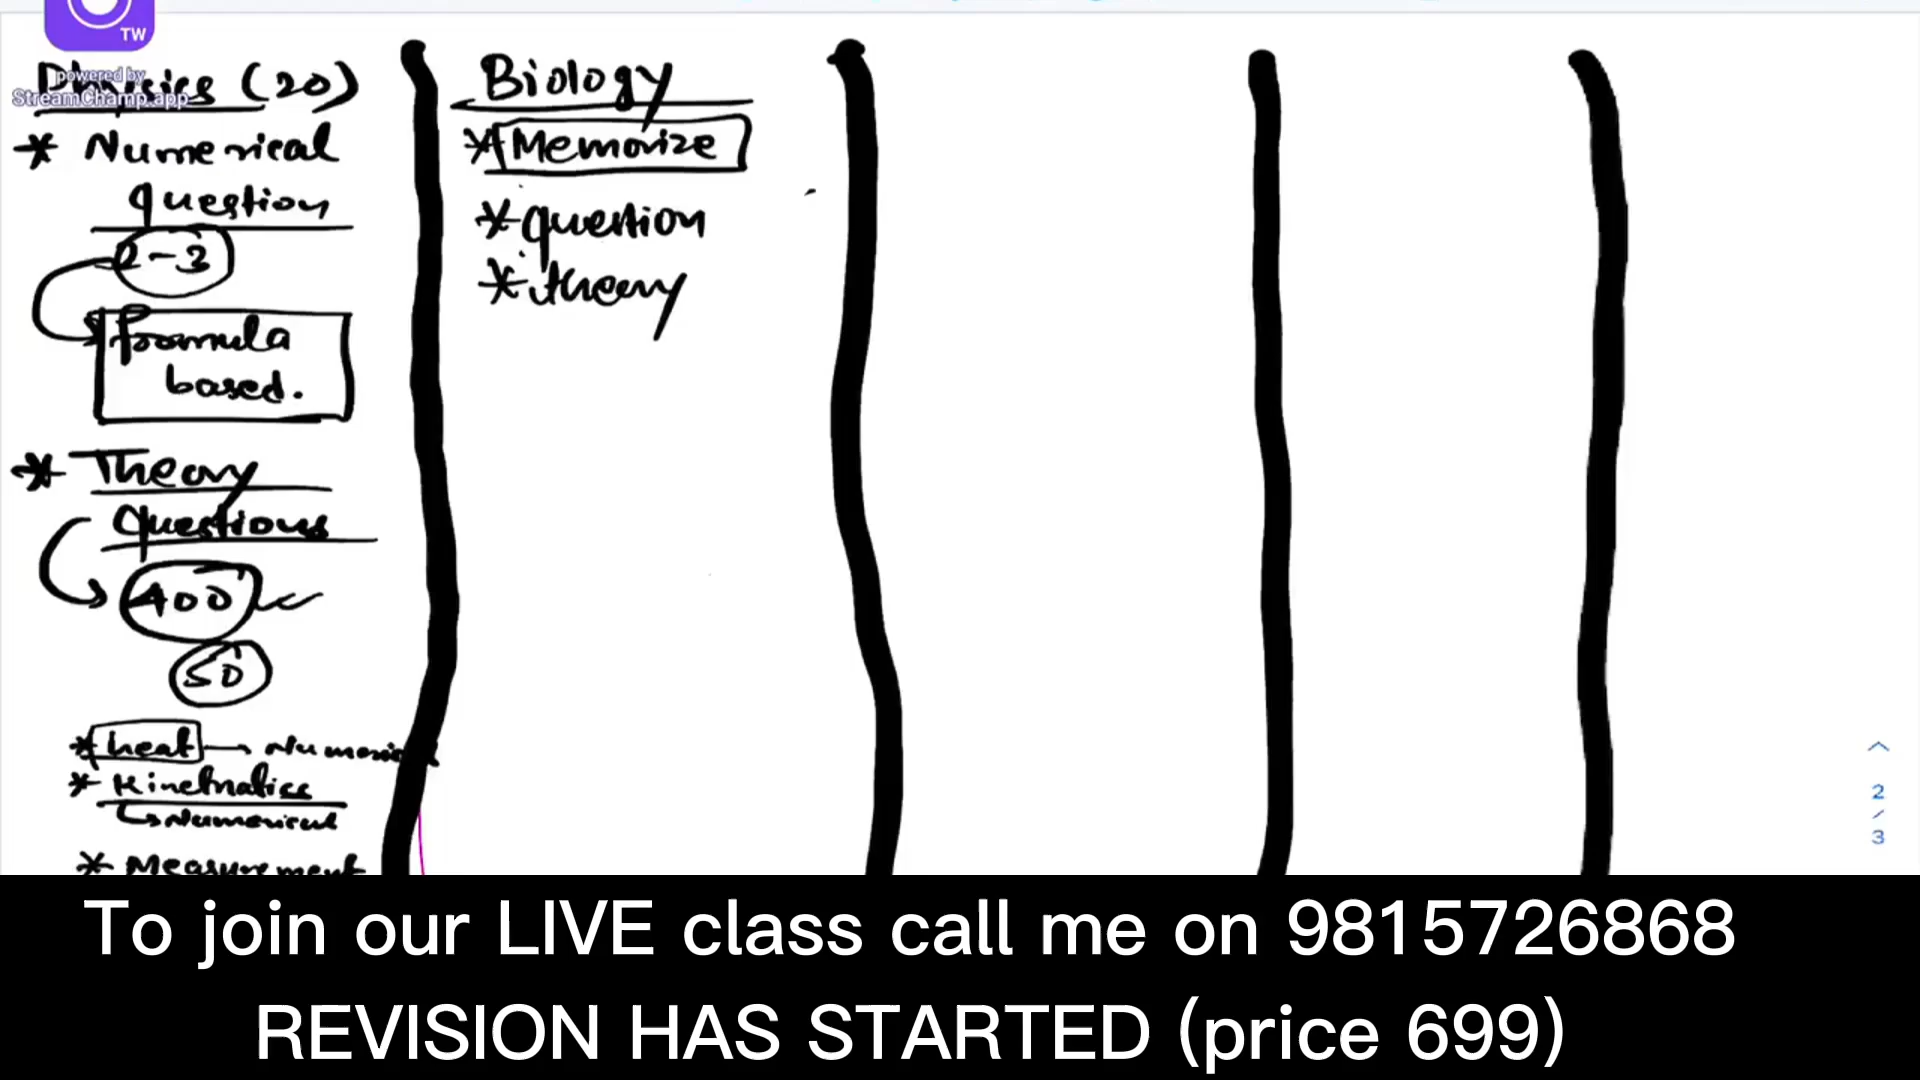 TW
powered by
StreamChamp.app
Physics (20)
* Numerical
question
2-3
formula
based.
* Theory
Questions
400
50
* heat → Numerical
* Kinematics
↳ Numerical
* Measurement
Biology
* Memorize
* question
* theory
2
/
3
To join our LIVE class call me on 9815726868
REVISION HAS STARTED (price 699)